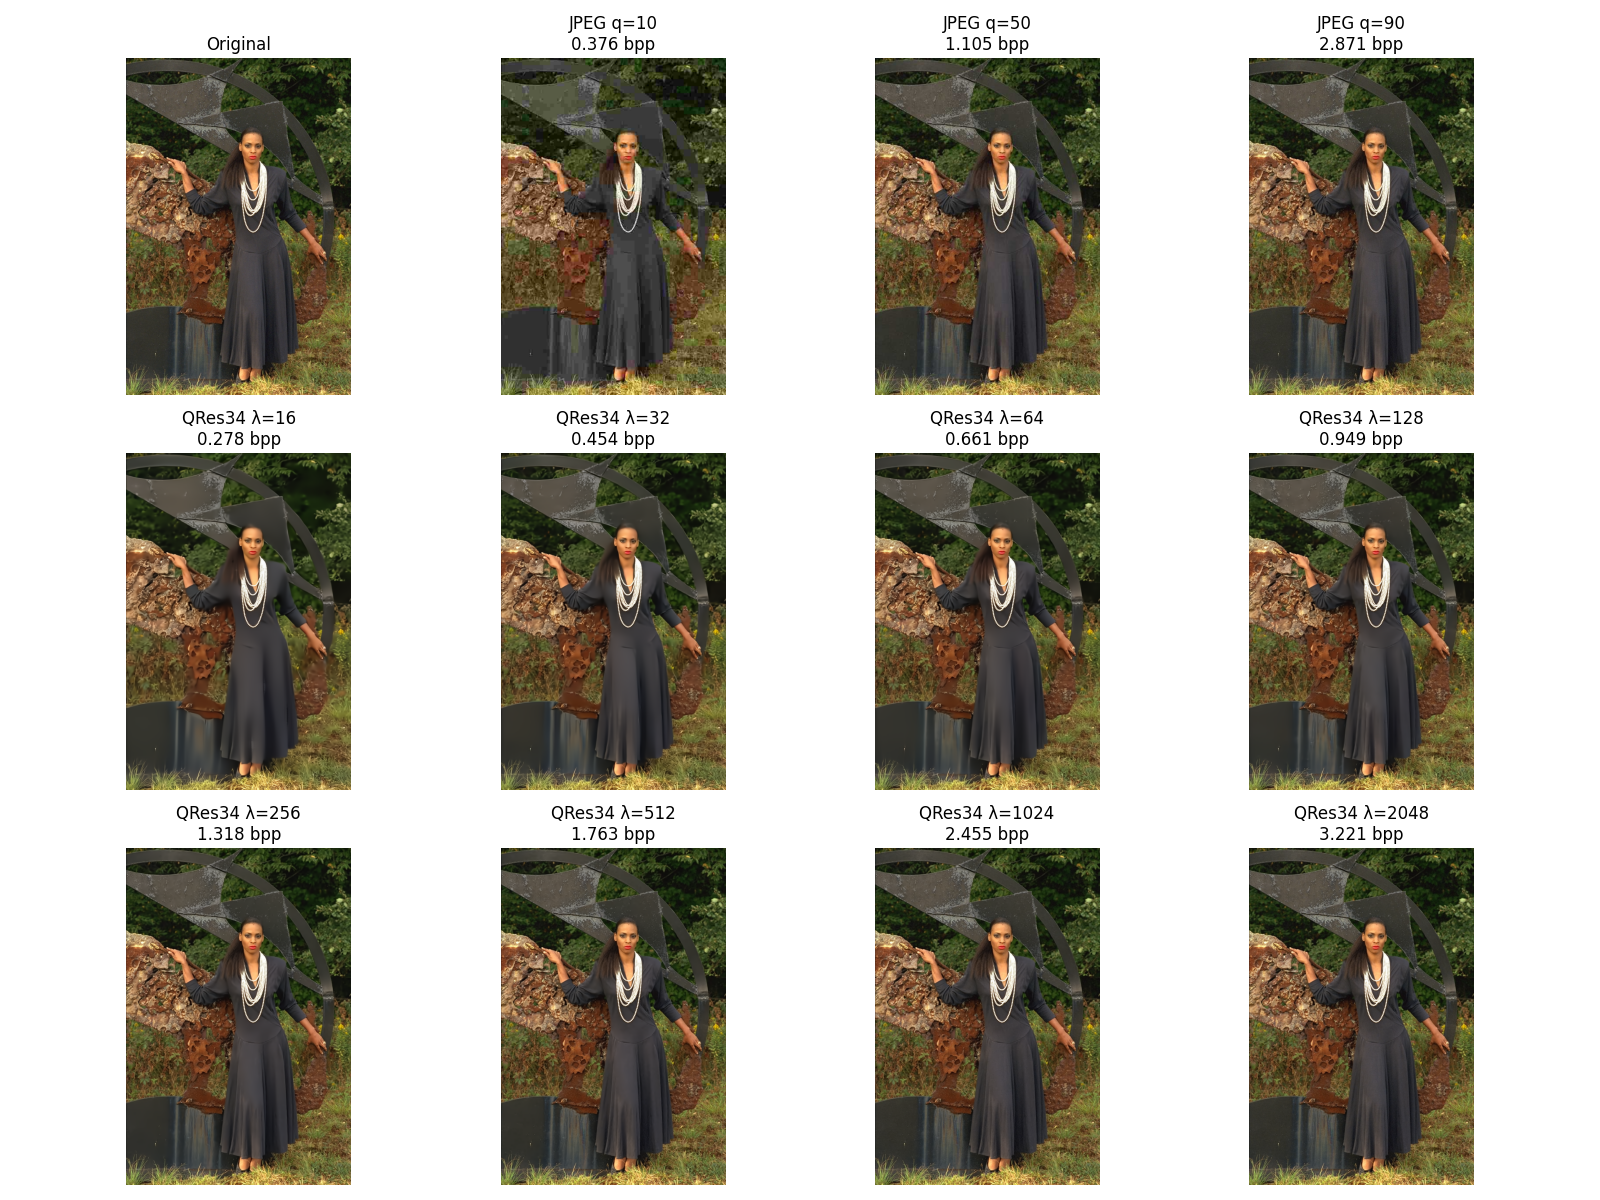 Original
JPEG q=10
0.376 bpp
JPEG q=50
1.105 bpp
JPEG q=90
2.871 bpp
QRes34 λ=16
0.278 bpp
QRes34 λ=32
0.454 bpp
QRes34 λ=64
0.661 bpp
QRes34 λ=128
0.949 bpp
QRes34 λ=256
1.318 bpp
QRes34 λ=512
1.763 bpp
QRes34 λ=1024
2.455 bpp
QRes34 λ=2048
3.221 bpp